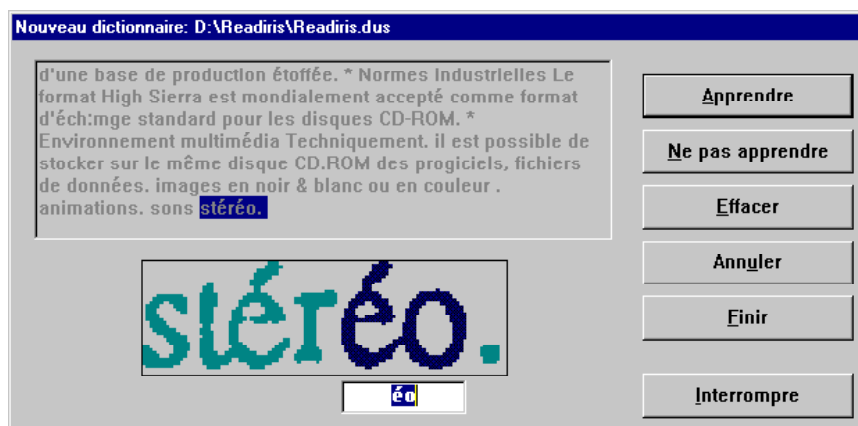 Nouveau dictionnaire: D:\Readiris\Readiris.dus
d'une base de production étoffée. * Normes Industrielles Le
format High Sierra est mondialement accepté comme format
d'éch:mge standard pour les disques CD-ROM. *
Environnement multimédia Techniquement. il est possible de
stocker sur le même disque CD.ROM des progiciels, fichiers
de données. images en noir & blanc ou en couleur .
animations. sons stéréo.
stéréo.
éo
Apprendre
Ne pas apprendre
Effacer
Annuler
Finir
Interrompre